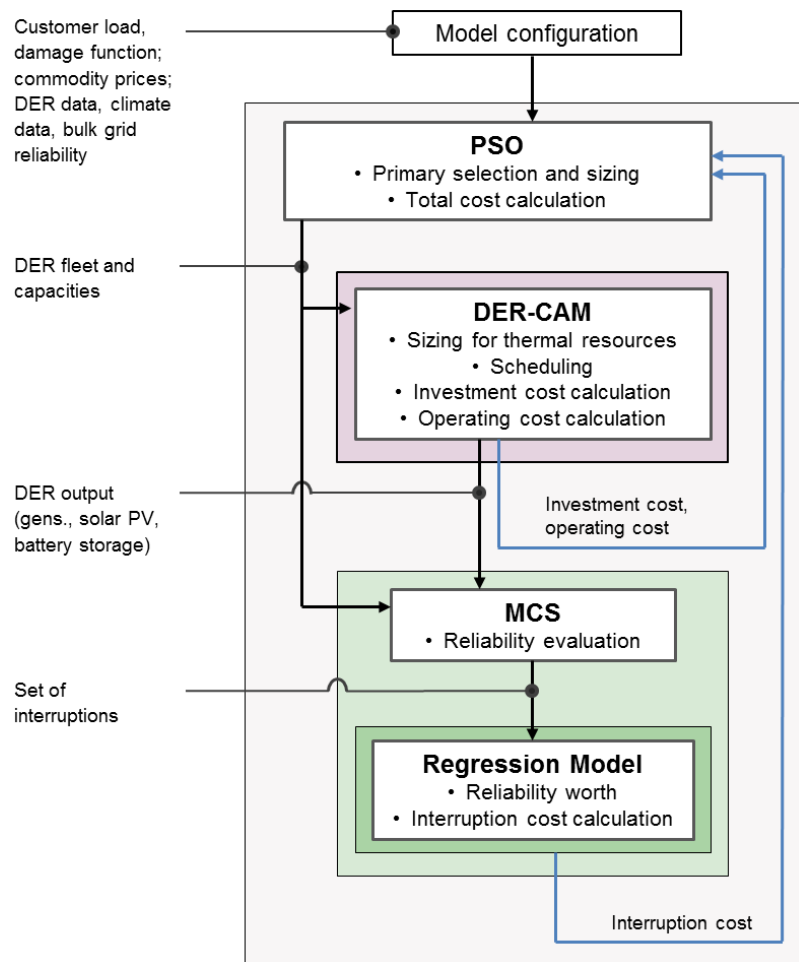 Customer load,
damage function;
commodity prices;
DER data, climate
data, bulk grid
reliability
Model configuration
PSO
• Primary selection and sizing
• Total cost calculation
DER fleet and
capacities
DER-CAM
• Sizing for thermal resources
• Scheduling
• Investment cost calculation
• Operating cost calculation
DER output
(gens., solar PV,
battery storage)
Investment cost,
operating cost
MCS
• Reliability evaluation
Set of
interruptions
Regression Model
• Reliability worth
• Interruption cost calculation
Interruption cost